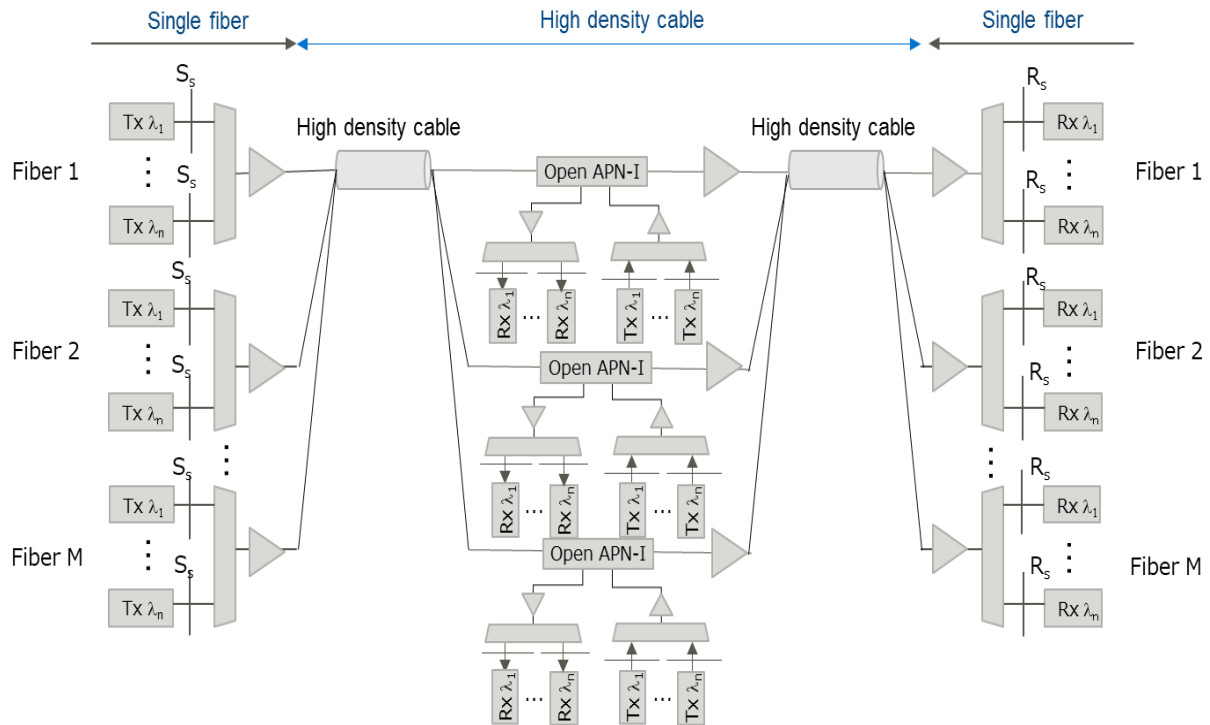 Single fiber
High density cable
Single fiber
Ss
Rs
Tx λ1
High density cable
High density cable
Rx λ1
⋮
Fiber 1
Ss
Open APN-I
Rs
⋮
Fiber 1
Tx λn
Rx λn
Rx λ1 ... Rx λn
Tx λ1 ... Tx λn
Ss
Rs
Tx λ1
Rx λ1
Fiber 2
⋮
Ss
Open APN-I
Rs
⋮
Fiber 2
Tx λn
Rx λn
⋮
⋮
Ss
Rs
Rx λ1 ... Rx λn
Tx λ1 ... Tx λn
Tx λ1
Rx λ1
Fiber M
⋮
Ss
Open APN-I
Rs
⋮
Fiber M
Tx λn
Rx λn
Rx λ1 ... Rx λn
Tx λ1 ... Tx λn